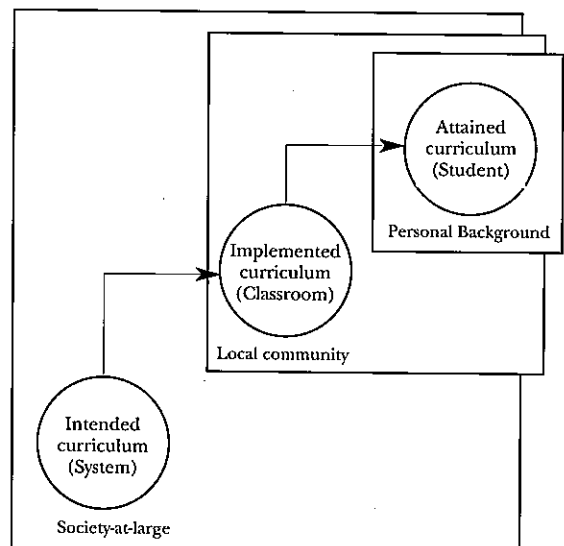 Attained
curriculum
(Student)
Personal Background
Implemented
curriculum
(Classroom)
Local community
Intended
curriculum
(System)
Society-at-large